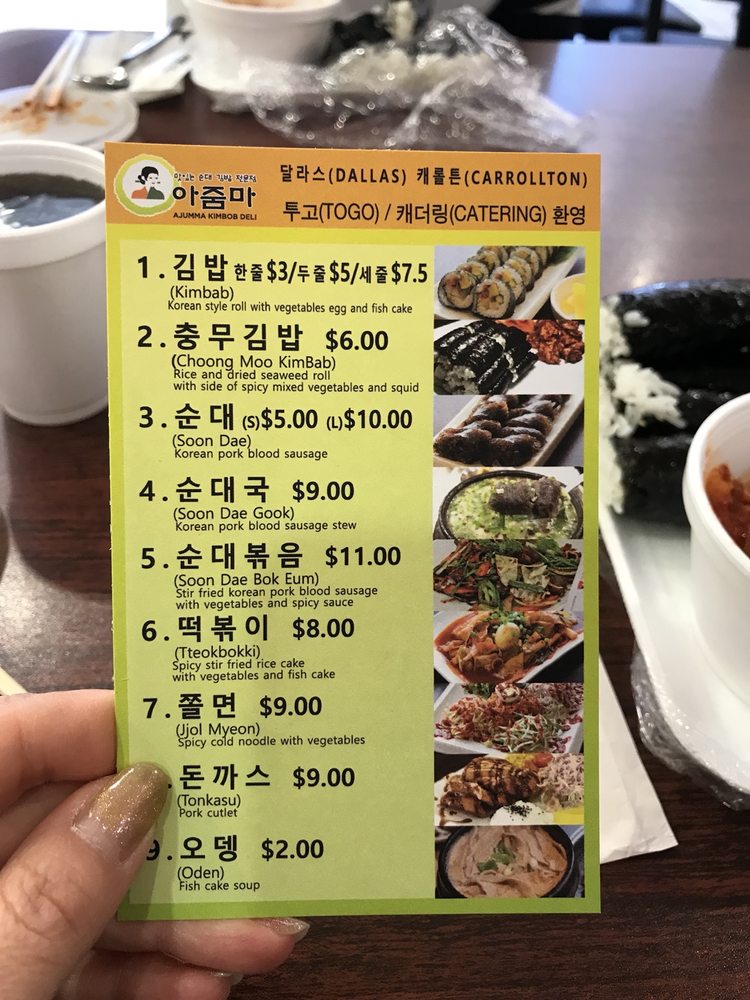 맛있는 순대 김밥 전문점
아줌마
AJUMMA KIMBOB DELI
달라스(DALLAS) 캐롤튼(CARROLLTON)
투고(TOGO) / 캐더링(CATERING) 환영
1. 김밥 한줄$3/두줄$5/세줄$7.5
(Kimbab)
Korean style roll with vegetables egg and fish cake
2. 충무김밥 $6.00
(Choong Moo KimBab)
Rice and dried seaweed roll
with side of spicy mixed vegetables and squid
3. 순대 (S)$5.00 (L)$10.00
(Soon Dae)
Korean pork blood sausage
4. 순대국 $9.00
(Soon Dae Gook)
Korean pork blood sausage stew
5. 순대볶음 $11.00
(Soon Dae Bok Eum)
Stir fried korean pork blood sausage
with vegetables and spicy sauce
6. 떡볶이 $8.00
(Tteokbokki)
Spicy stir fried rice cake
with vegetables and fish cake
7. 쫄면 $9.00
(Jjol Myeon)
Spicy cold noodle with vegetables
. 돈까스 $9.00
(Tonkasu)
Pork cutlet
9. 오뎅 $2.00
(Oden)
Fish cake soup